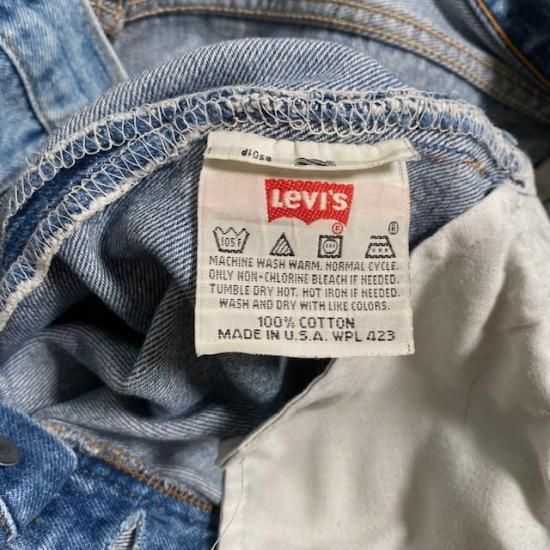 Levi's
105°F
MACHINE WASH WARM. NORMAL CYCLE.
ONLY NON-CHLORINE BLEACH IF NEEDED.
TUMBLE DRY HOT. HOT IRON IF NEEDED.
WASH AND DRY WITH LIKE COLORS.
100% COTTON
MADE IN U.S.A. WPL 423